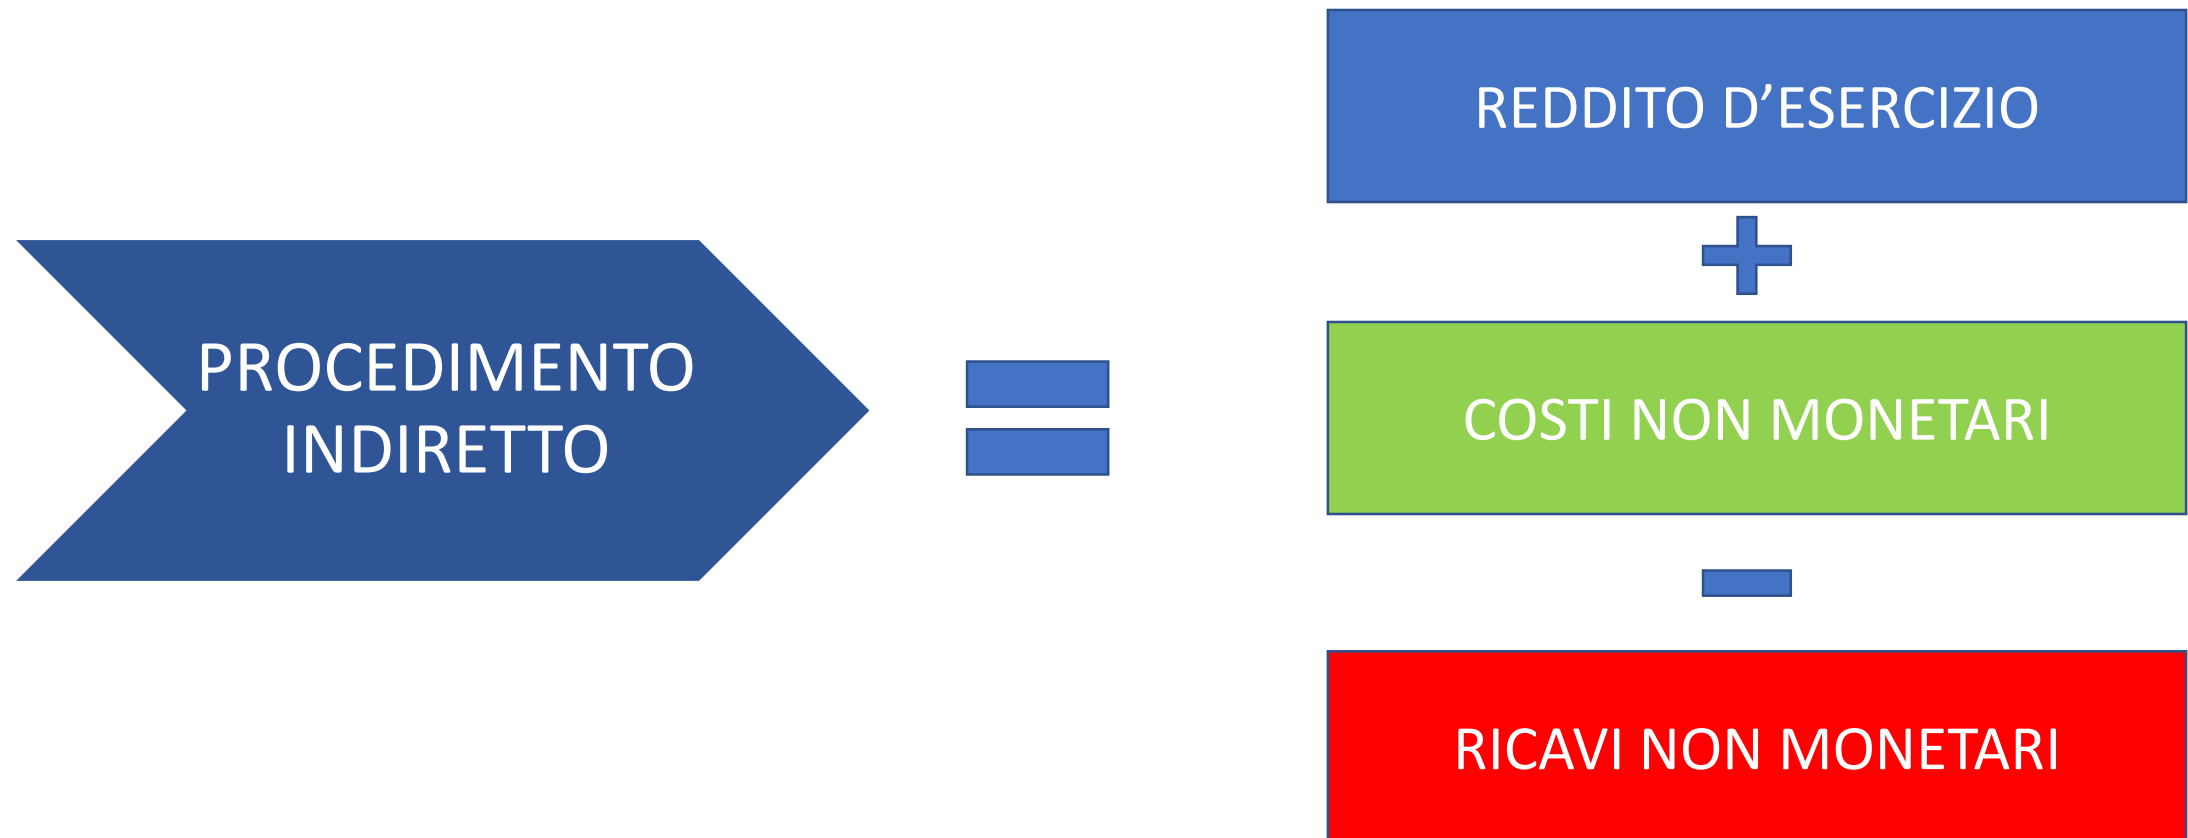 REDDITO D’ESERCIZIO
PROCEDIMENTO
INDIRETTO
COSTI NON MONETARI
RICAVI NON MONETARI